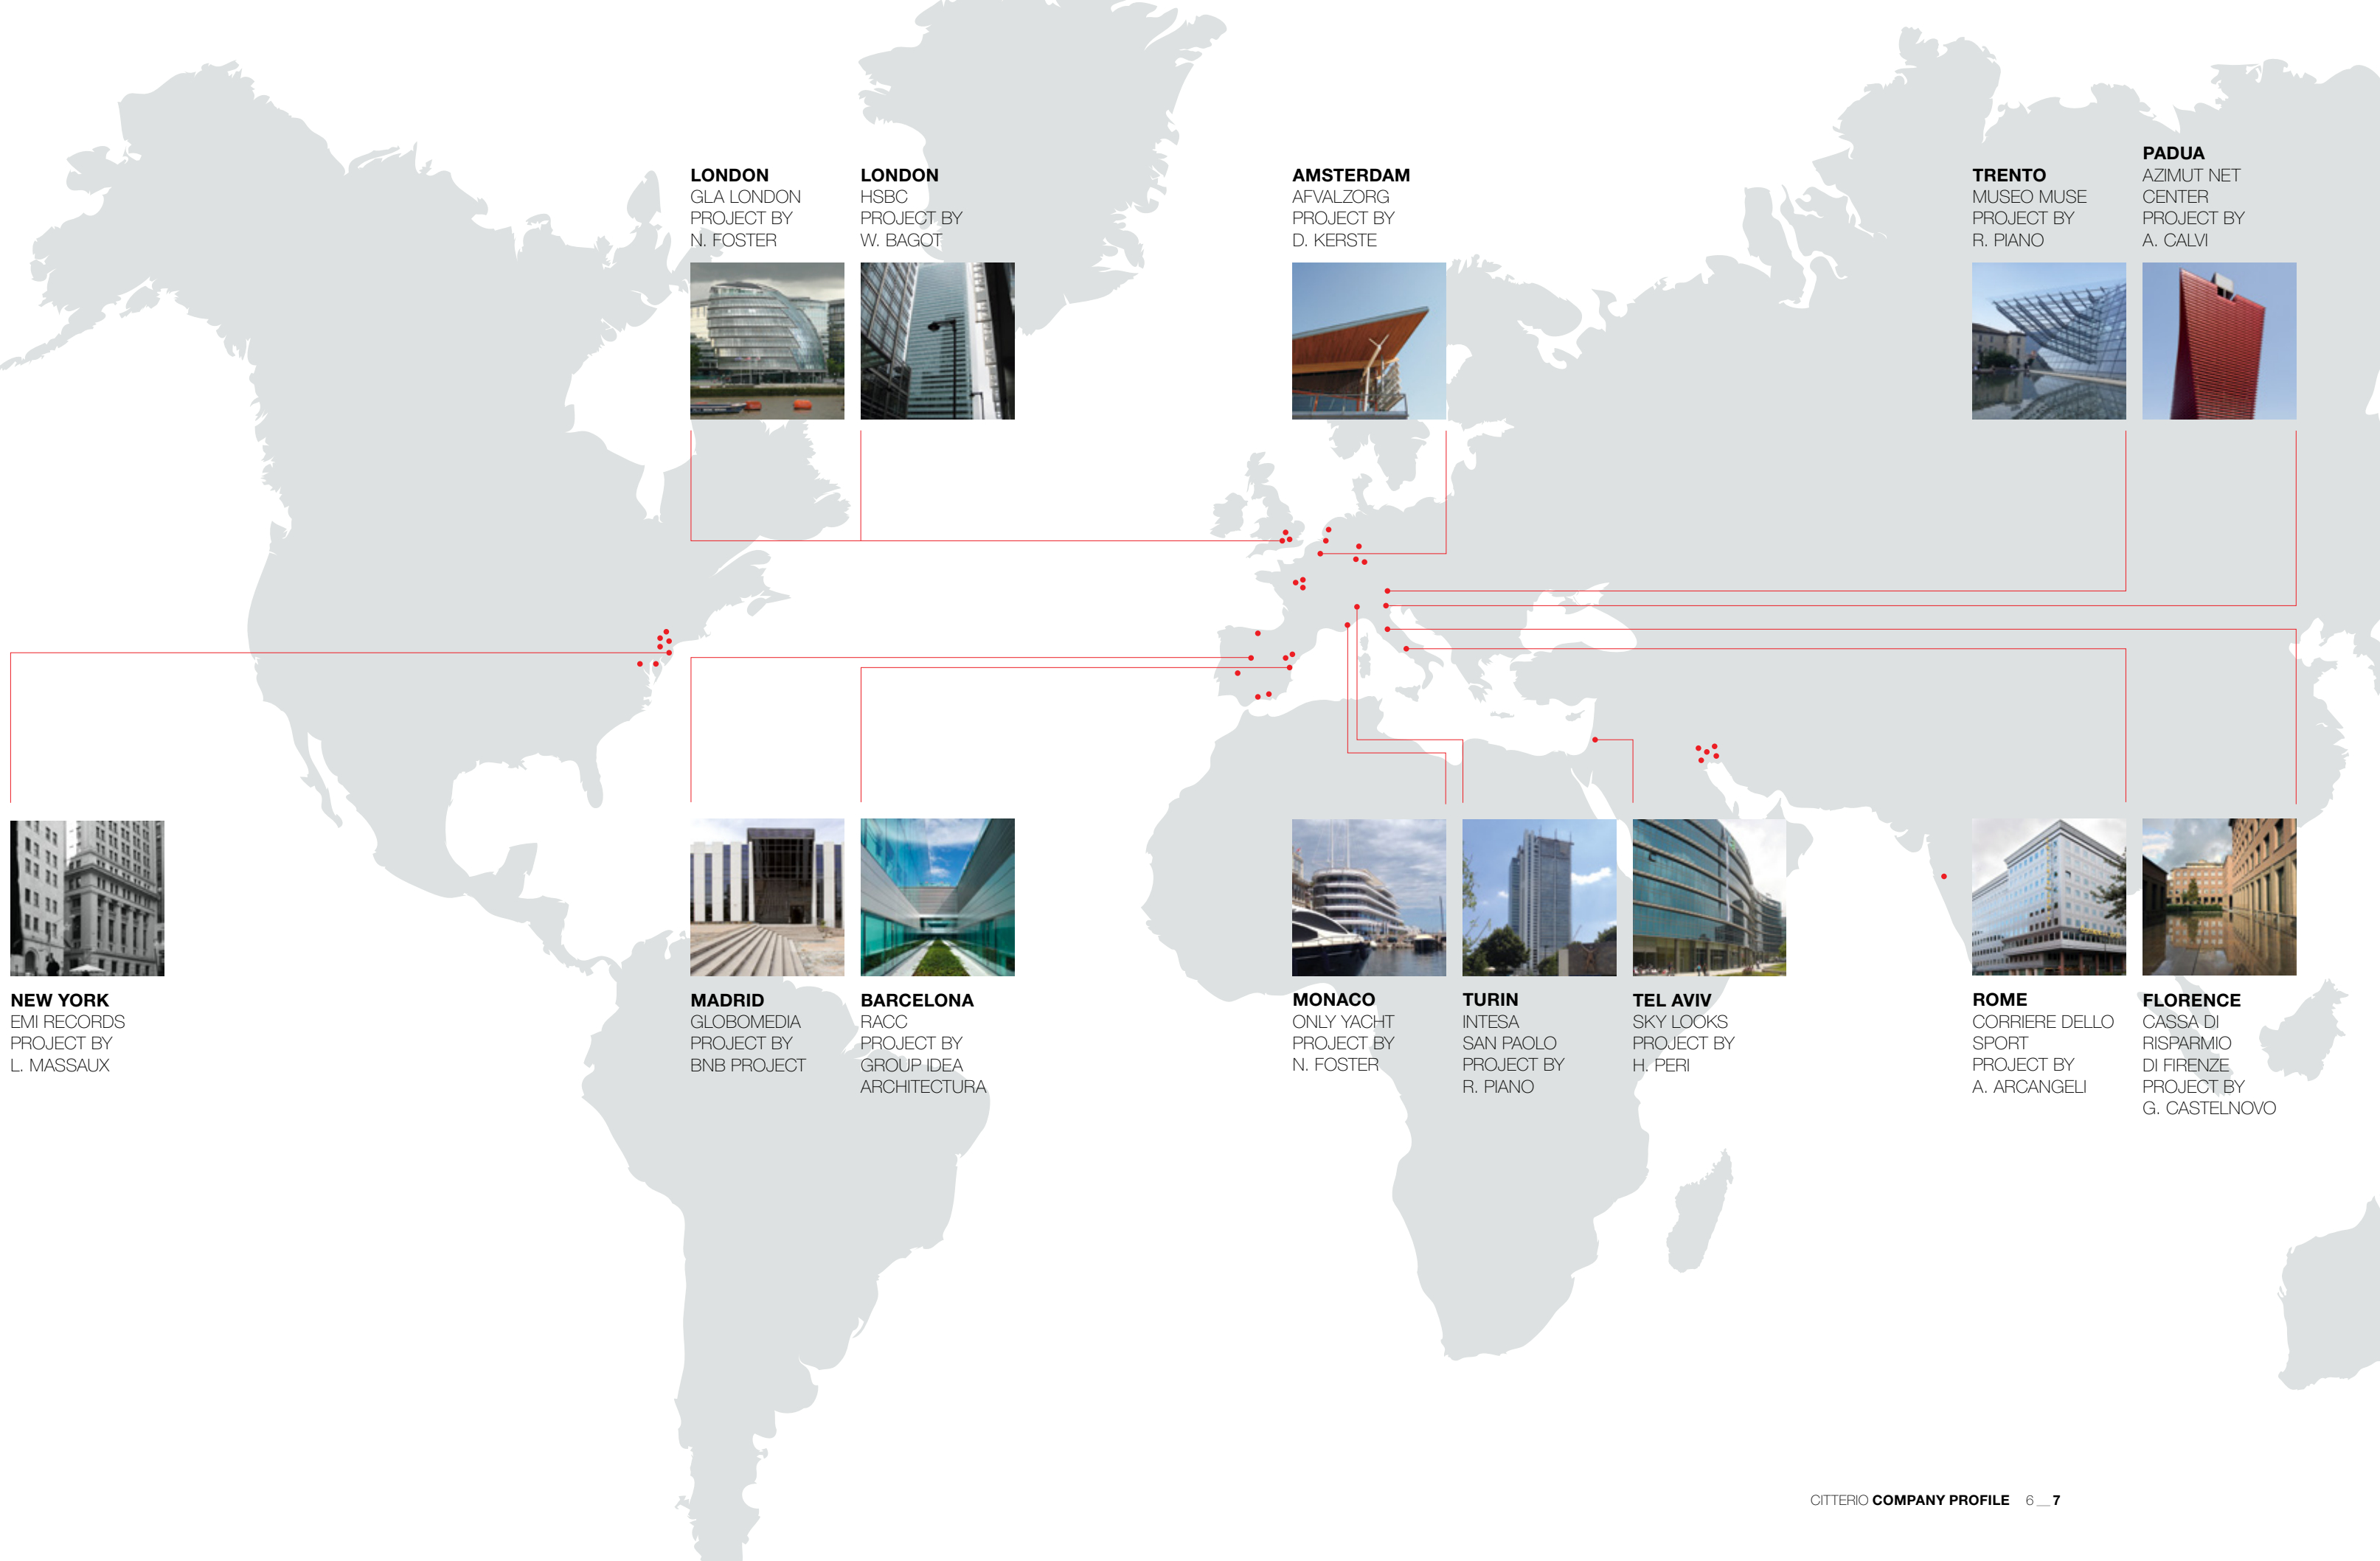 LONDON
GLA LONDON
PROJECT BY
N. FOSTER
LONDON
HSBC
PROJECT BY
W. BAGOT
AMSTERDAM
AFVALZORG
PROJECT BY
D. KERSTE
TRENTO
MUSEO MUSE
PROJECT BY
R. PIANO
PADUA
AZIMUT NET
CENTER
PROJECT BY
A. CALVI
NEW YORK
EMI RECORDS
PROJECT BY
L. MASSAUX
MADRID
GLOBOMEDIA
PROJECT BY
BNB PROJECT
BARCELONA
RACC
PROJECT BY
GROUP IDEA
ARCHITECTURA
MONACO
ONLY YACHT
PROJECT BY
N. FOSTER
TURIN
INTESA
SAN PAOLO
PROJECT BY
R. PIANO
TEL AVIV
SKY LOOKS
PROJECT BY
H. PERI
ROME
CORRIERE DELLO
SPORT
PROJECT BY
A. ARCANGELI
FLORENCE
CASSA DI
RISPARMIO
DI FIRENZE
PROJECT BY
G. CASTELNOVO
CITTERIO COMPANY PROFILE 6__7